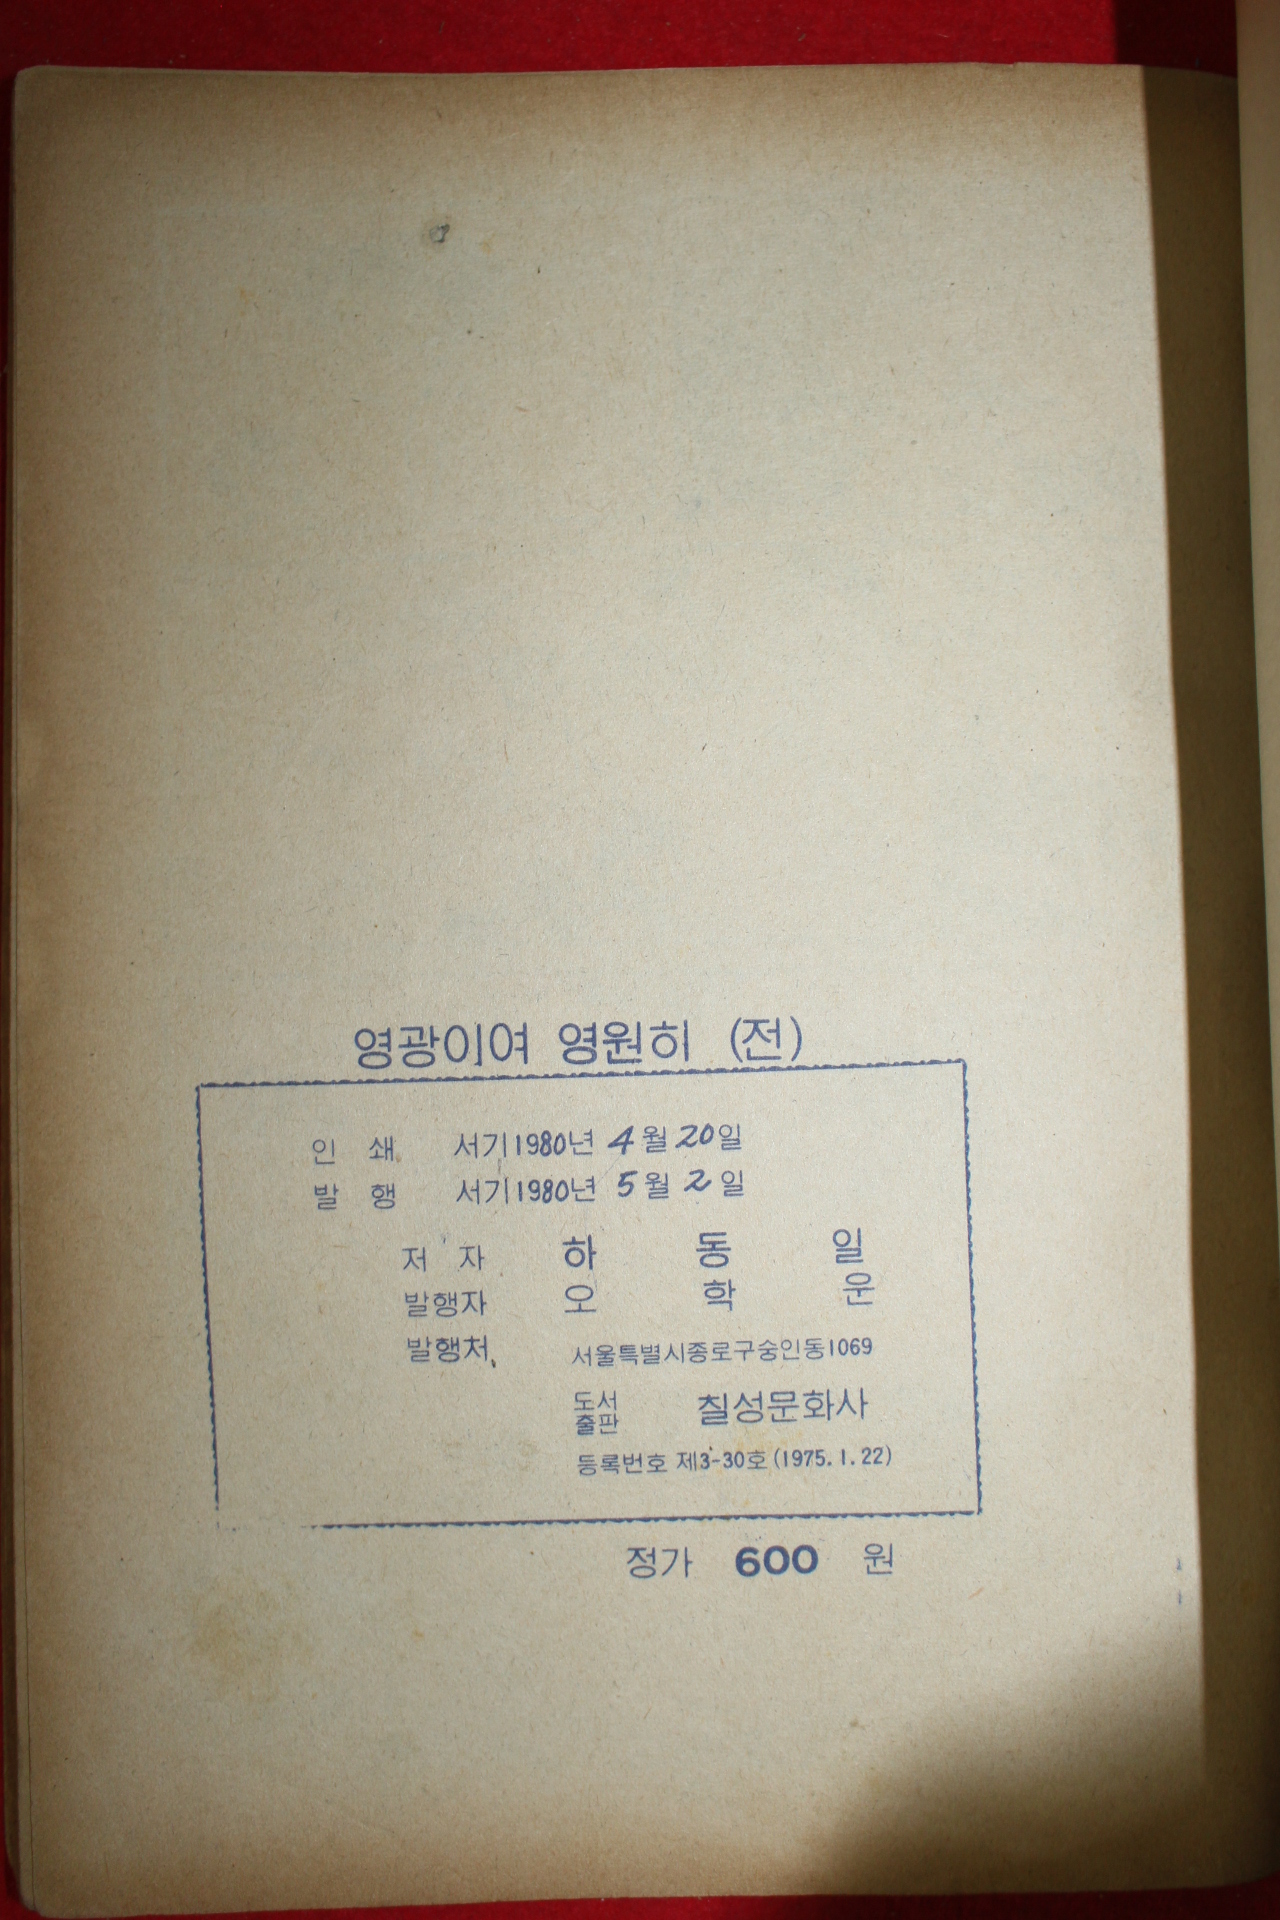 영광이여 영원히 (전)
인 쇄 서기1980년 4월 20일
발 행 서기1980년 5월 2일
저 자 하 동 일
발행자 오 학 운
발행처 서울특별시종로구숭인동1069
도서
출판 칠성문화사
등록번호 제3-30호(1975.1.22)
정가 600 원